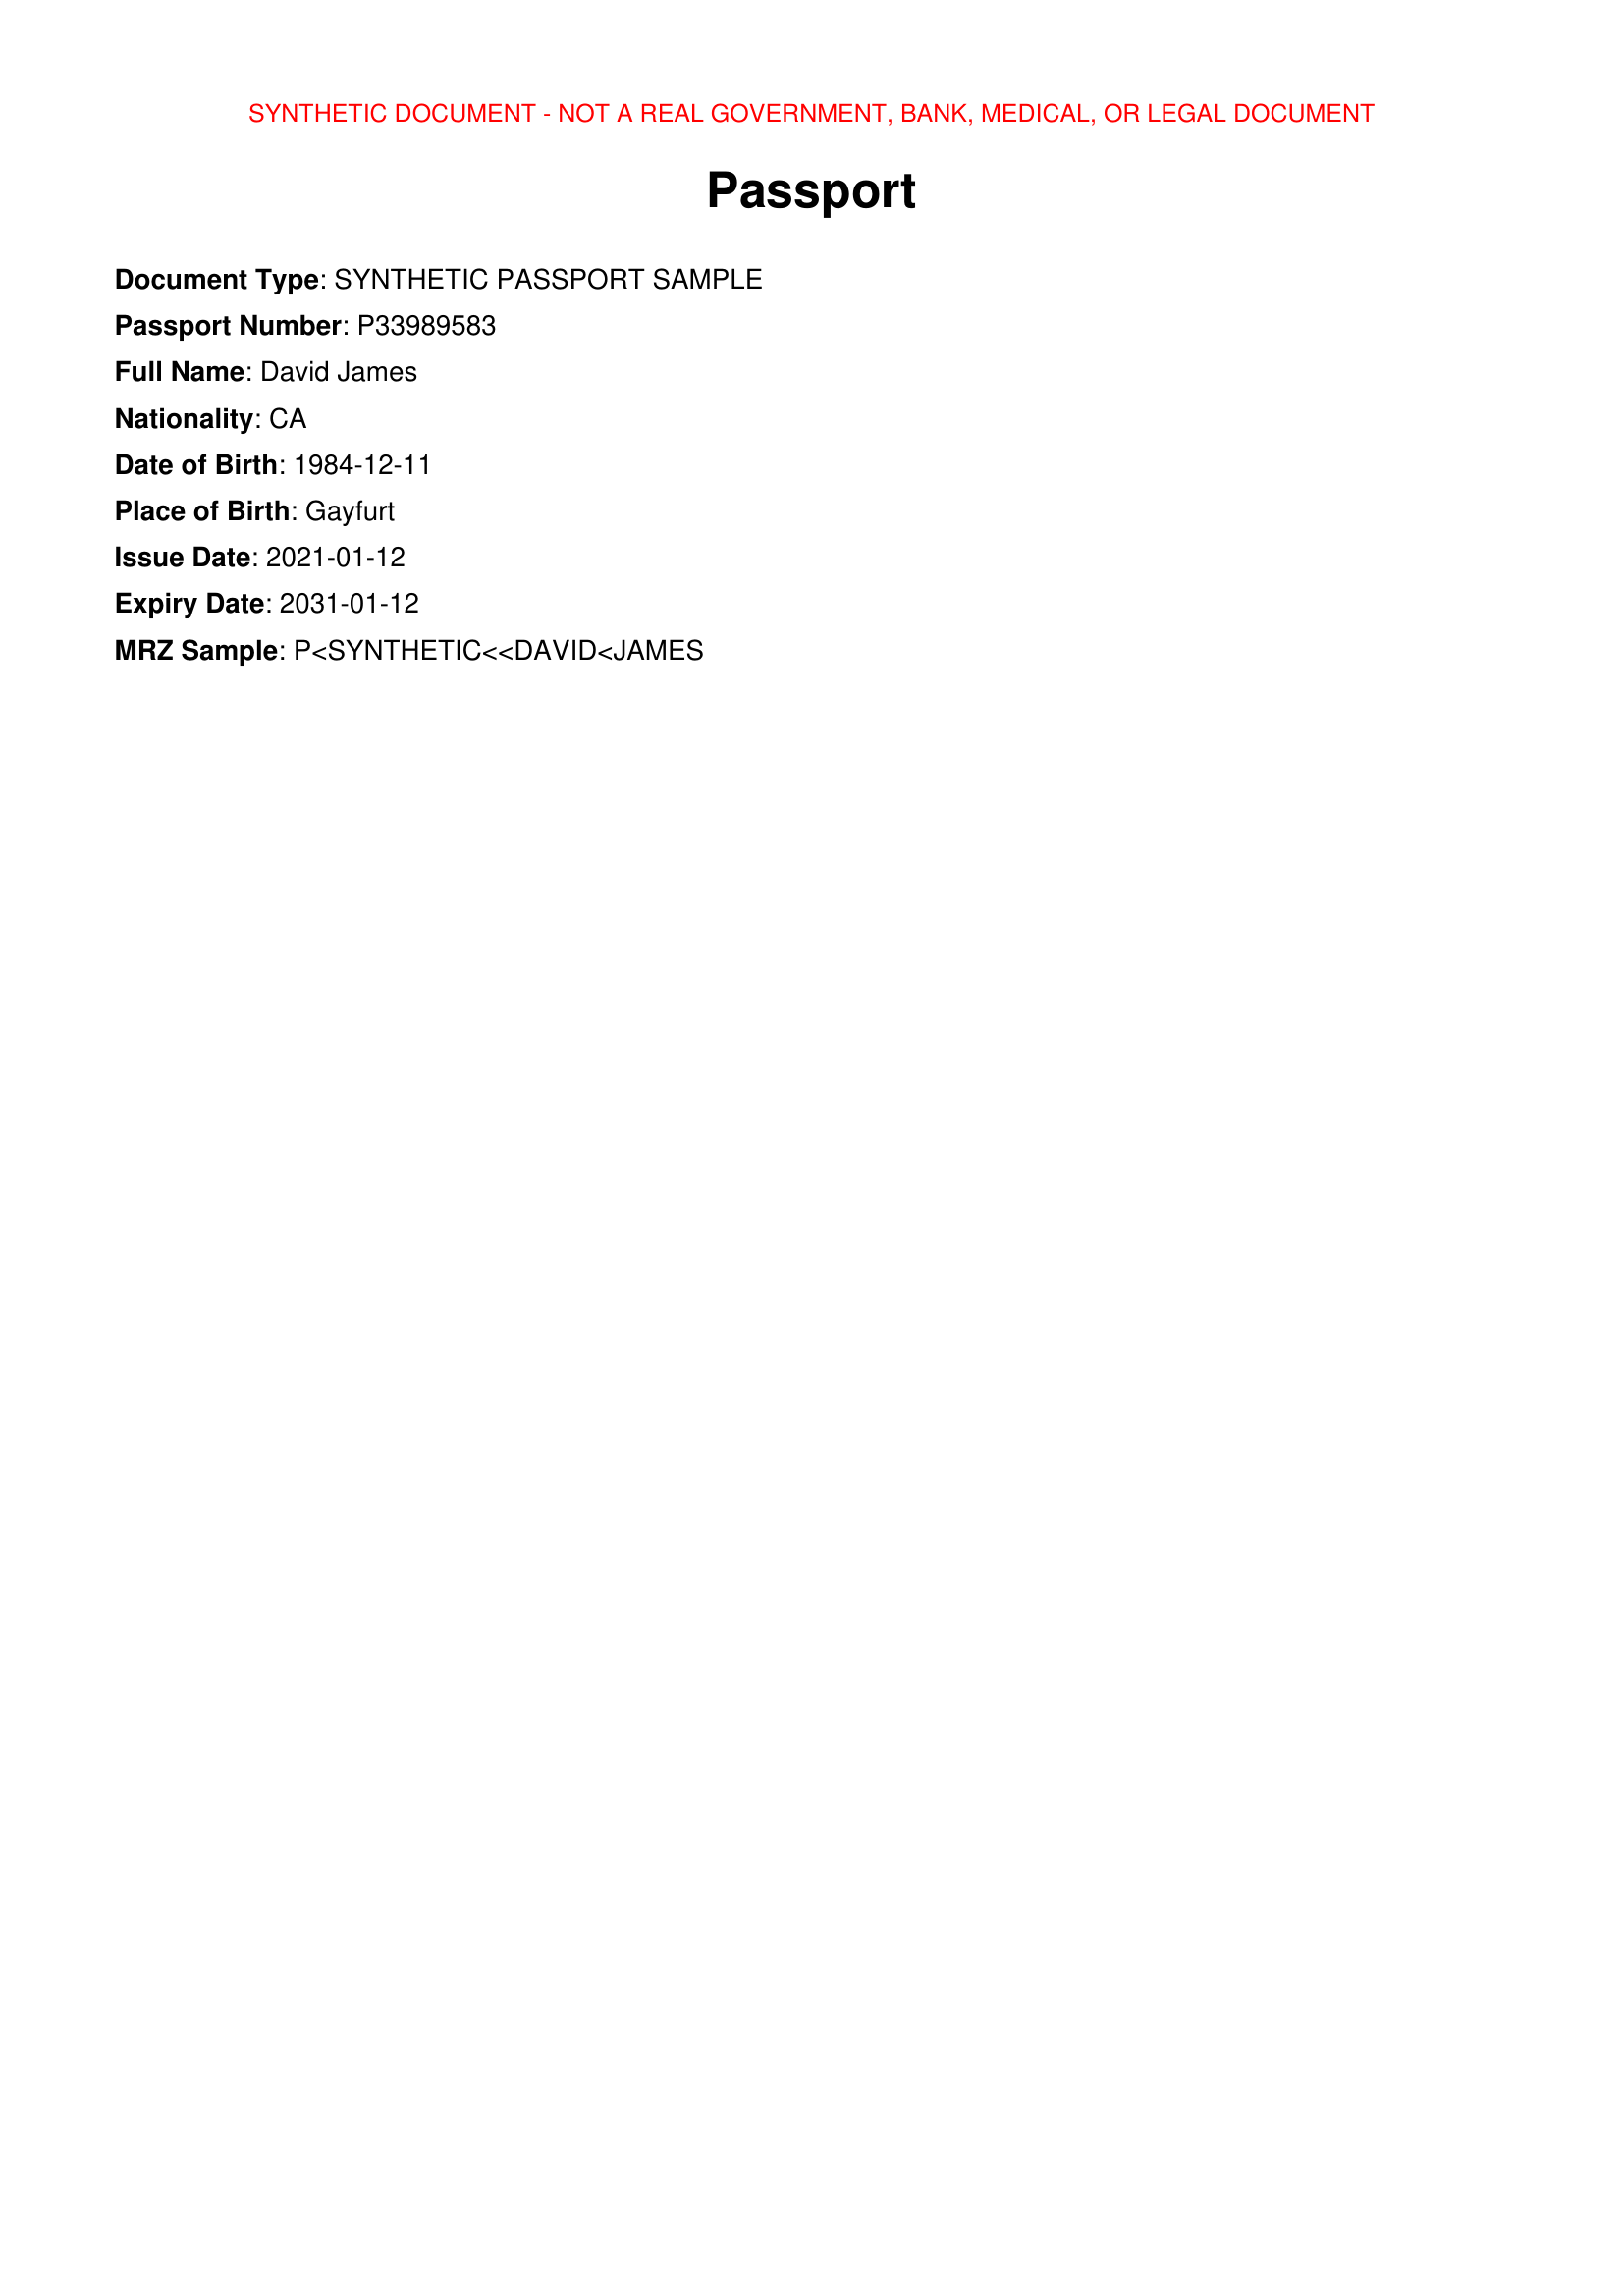 SYNTHETIC DOCUMENT - NOT A REAL GOVERNMENT, BANK, MEDICAL, OR LEGAL DOCUMENT
Passport
Document Type: SYNTHETIC PASSPORT SAMPLE
Passport Number: P33989583
Full Name: David James
Nationality: CA
Date of Birth: 1984-12-11
Place of Birth: Gayfurt
Issue Date: 2021-01-12
Expiry Date: 2031-01-12
MRZ Sample: P<SYNTHETIC<<DAVID<JAMES